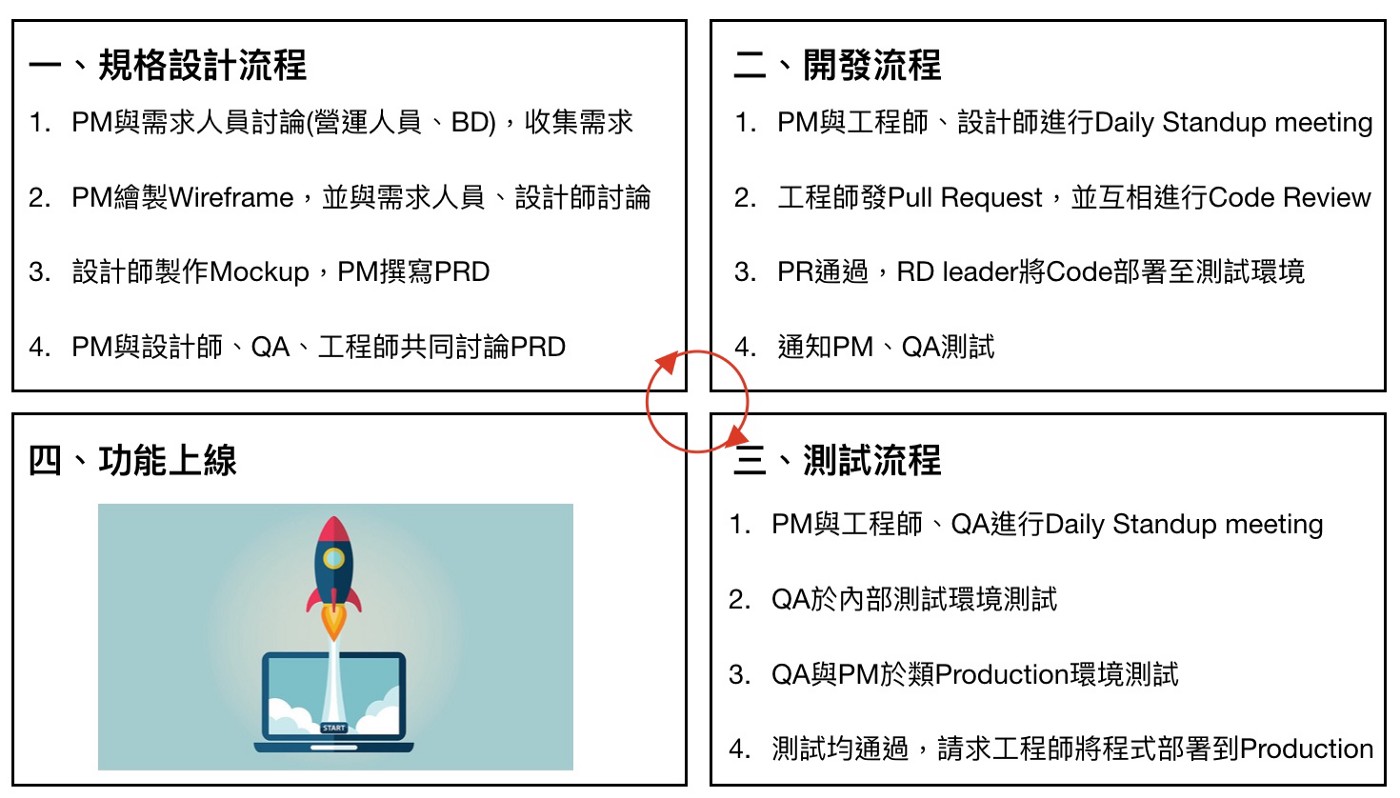 一、規格設計流程
1. PM與需求人員討論(營運人員、BD)，收集需求
2. PM繪製Wireframe，並與需求人員、設計師討論
3. 設計師製作Mockup，PM撰寫PRD
4. PM與設計師、QA、工程師共同討論PRD
二、開發流程
1. PM與工程師、設計師進行Daily Standup meeting
2. 工程師發Pull Request，並互相進行Code Review
3. PR通過，RD leader將Code部署至測試環境
4. 通知PM、QA測試
四、功能上線
START
三、測試流程
1. PM與工程師、QA進行Daily Standup meeting
2. QA於內部測試環境測試
3. QA與PM於類Production環境測試
4. 測試均通過，請求工程師將程式部署到Production